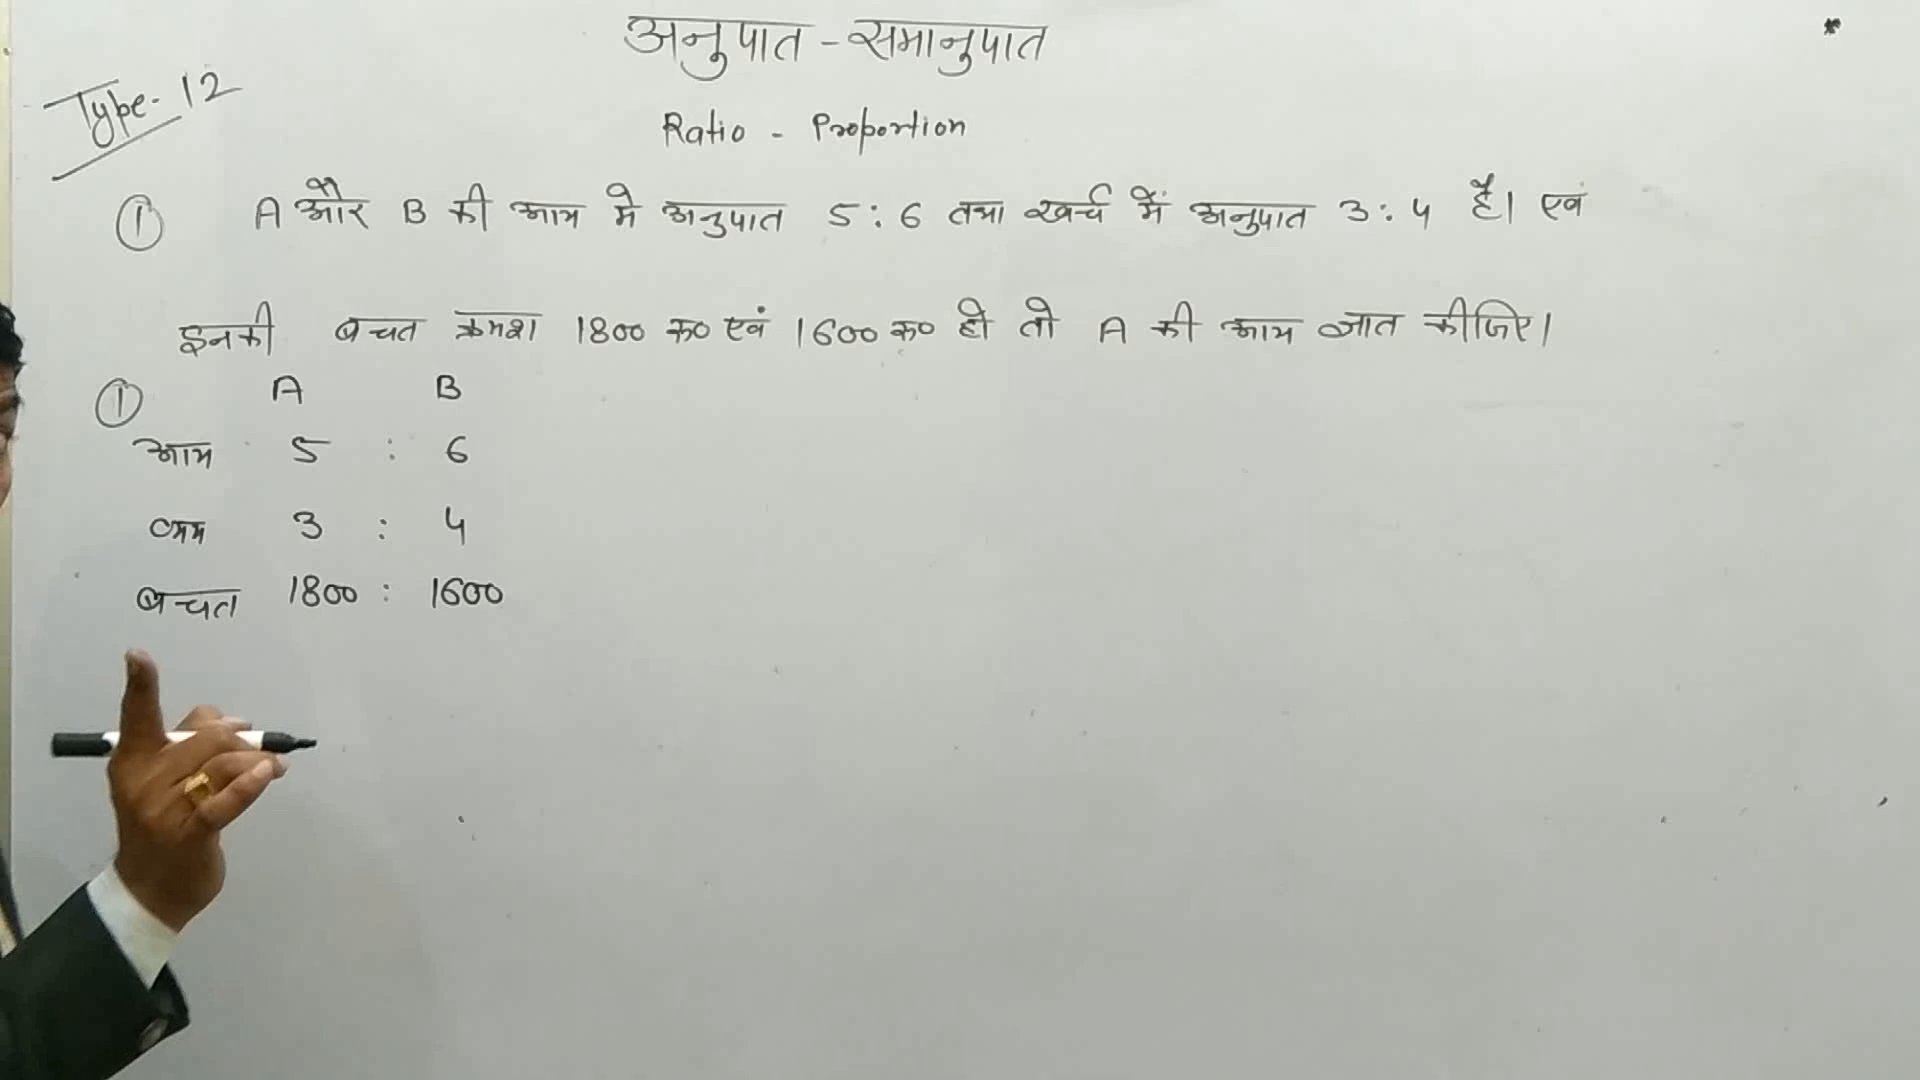 अनुपात - समानुपात
Type- 12
Ratio - Proportion
① A और B की आय मे अनुपात 5 : 6 तथा खर्च में अनुपात 3 : 4 है। एवं
इनकी बचत क्रमश 1800 रू० एवं 1600 रू० हो तो A की आय ज्ञात कीजिए।
① A B
आय 5 : 6
व्यय 3 : 4
बचत 1800 : 1600